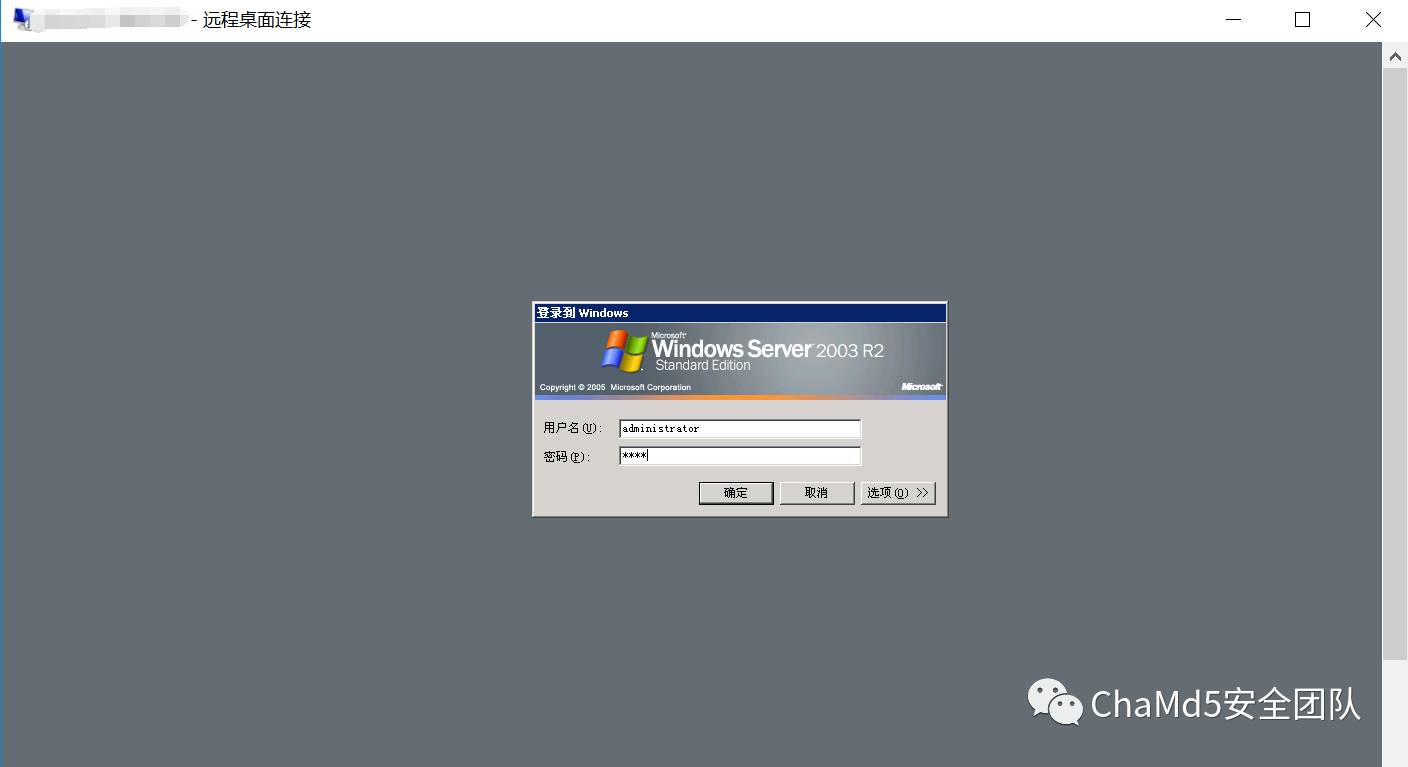 - 远程桌面连接
登录到 Windows
Microsoft®
Windows Server 2003 R2
Standard Edition
Copyright © 2005 Microsoft Corporation
Microsoft®
用户名(U):
administrator
密码(P):
****
确定
取消
选项(O) >>
ChaMd5安全团队